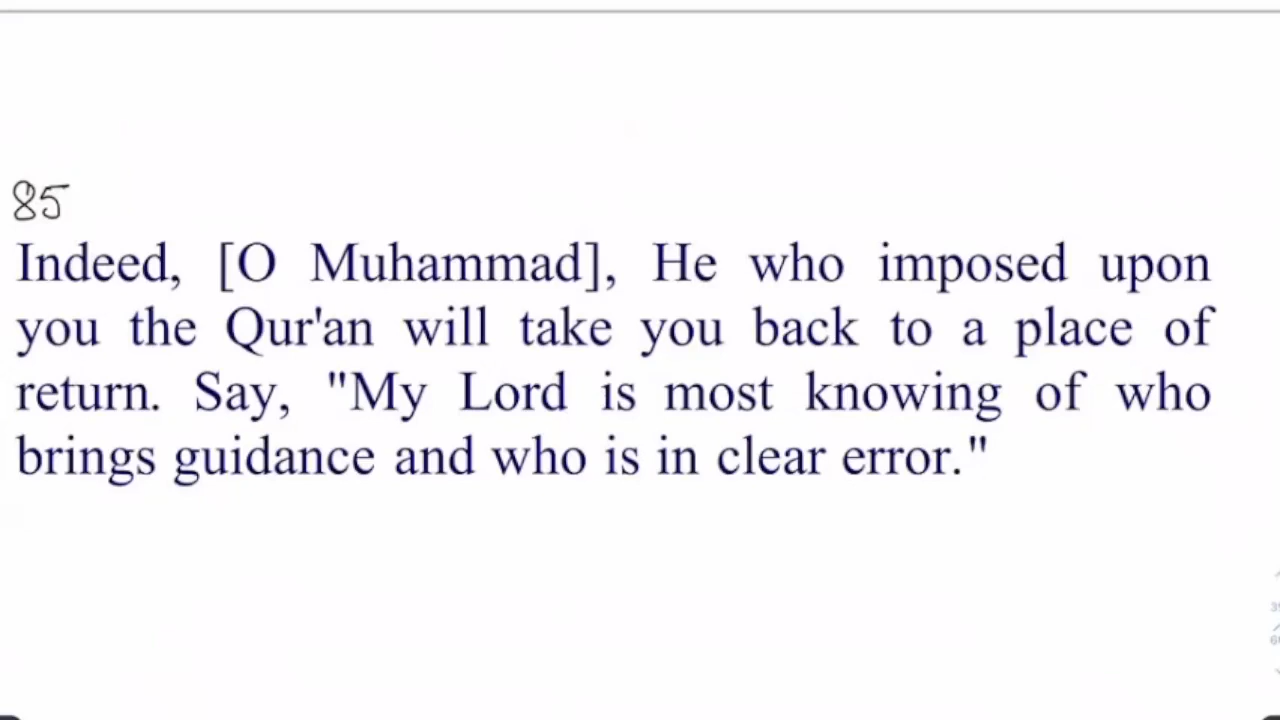 85
Indeed, [O Muhammad], He who imposed upon
you the Qur'an will take you back to a place of
return. Say, "My Lord is most knowing of who
brings guidance and who is in clear error."